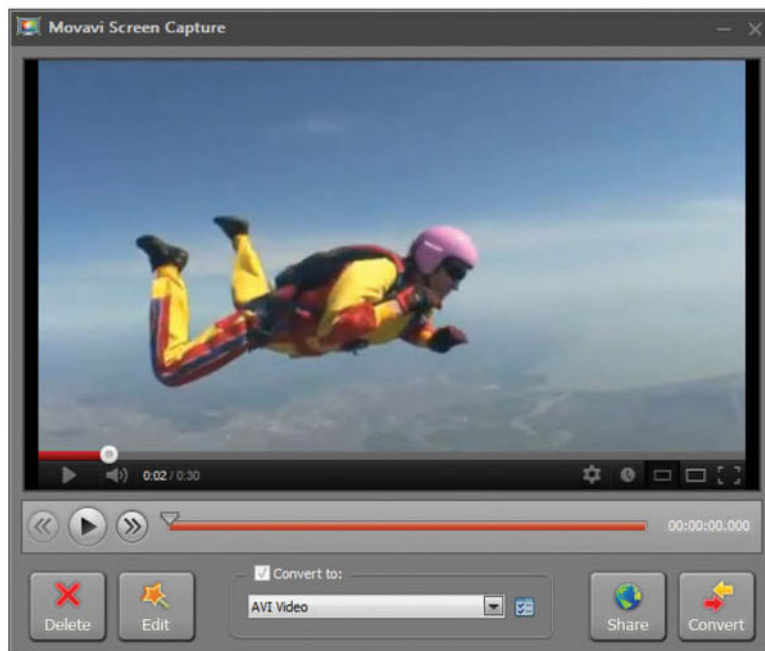 Movavi Screen Capture
0:02 / 0:30
00:00:00.000
Convert to:
AVI Video
Delete
Edit
Share
Convert